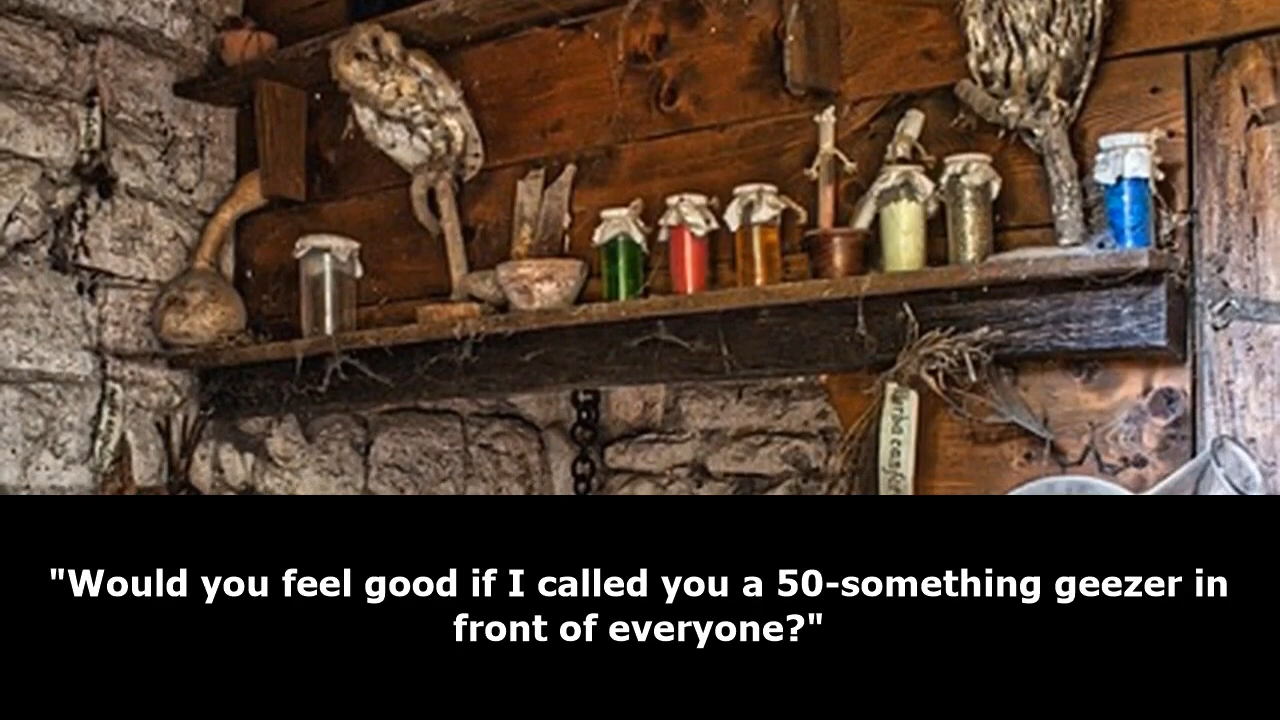 "Would you feel good if I called you a 50-something geezer in
front of everyone?"